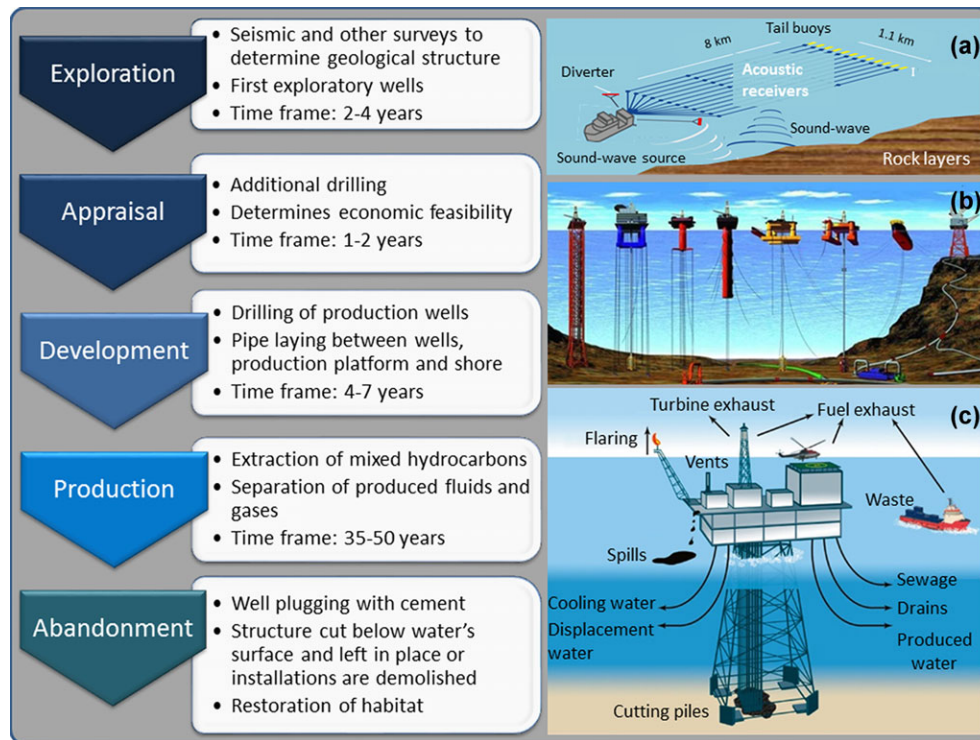 Exploration
• Seismic and other surveys to
determine geological structure
• First exploratory wells
• Time frame: 2-4 years
Appraisal
• Additional drilling
• Determines economic feasibility
• Time frame: 1-2 years
Development
• Drilling of production wells
• Pipe laying between wells,
production platform and shore
• Time frame: 4-7 years
Production
• Extraction of mixed hydrocarbons
• Separation of produced fluids and
gases
• Time frame: 35-50 years
Abandonment
• Well plugging with cement
• Structure cut below water's
surface and left in place or
installations are demolished
• Restoration of habitat
(a)
Tail buoys
8 km
1.1 km
Diverter
Acoustic
receivers
1
Sound-wave
Sound-wave source
Rock layers
(b)
(c)
Turbine exhaust
Fuel exhaust
Flaring
Vents
Waste
Spills
Sewage
Cooling water
Drains
Displacement
water
Produced
water
Cutting piles